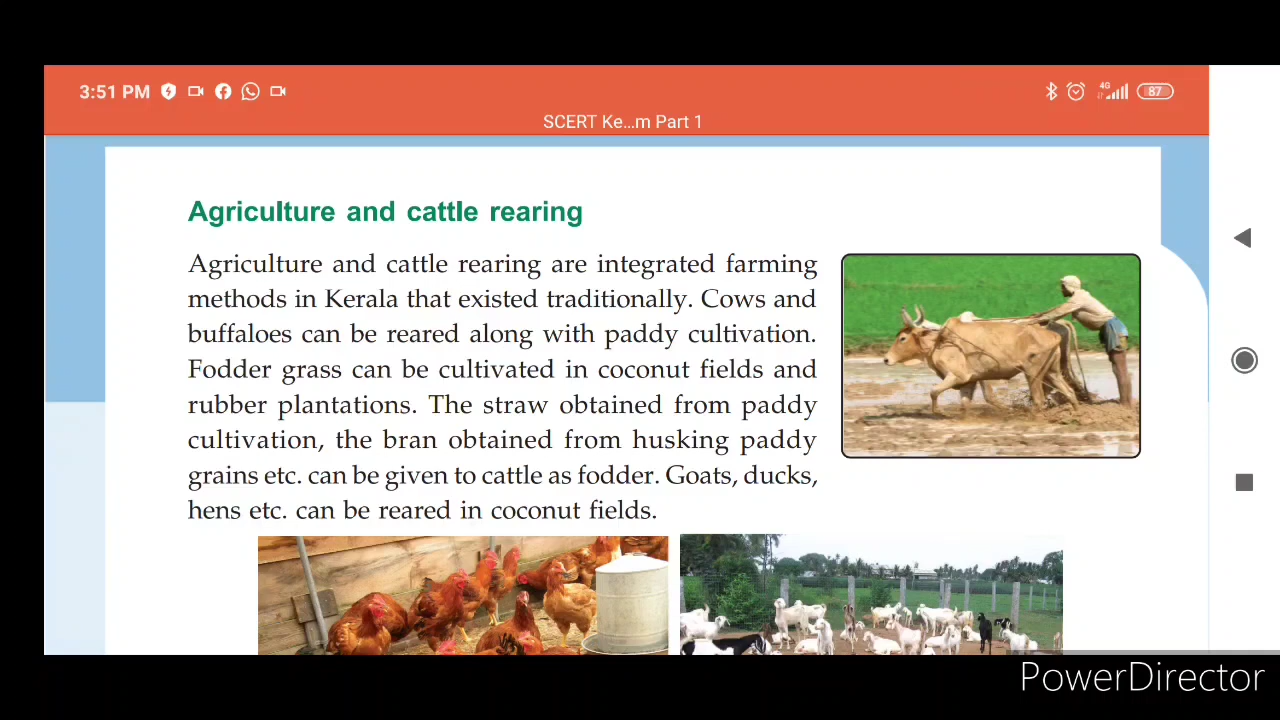 3:51 PM
4G
87
SCERT Ke...m Part 1
Agriculture and cattle rearing
Agriculture and cattle rearing are integrated farming
methods in Kerala that existed traditionally. Cows and
buffaloes can be reared along with paddy cultivation.
Fodder grass can be cultivated in coconut fields and
rubber plantations. The straw obtained from paddy
cultivation, the bran obtained from husking paddy
grains etc. can be given to cattle as fodder. Goats, ducks,
hens etc. can be reared in coconut fields.
PowerDirector